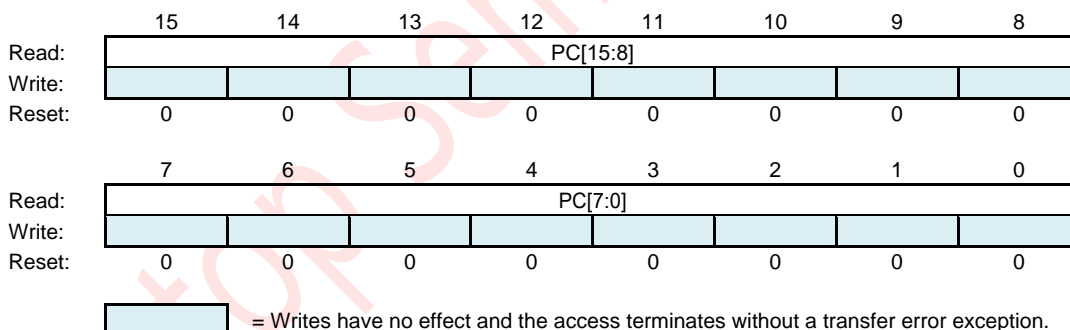 15 14 13 12 11 10 9 8
Read: PC[15:8]
Write:
Reset: 0 0 0 0 0 0 0 0
7 6 5 4 3 2 1 0
Read: PC[7:0]
Write:
Reset: 0 0 0 0 0 0 0 0
= Writes have no effect and the access terminates without a transfer error exception.